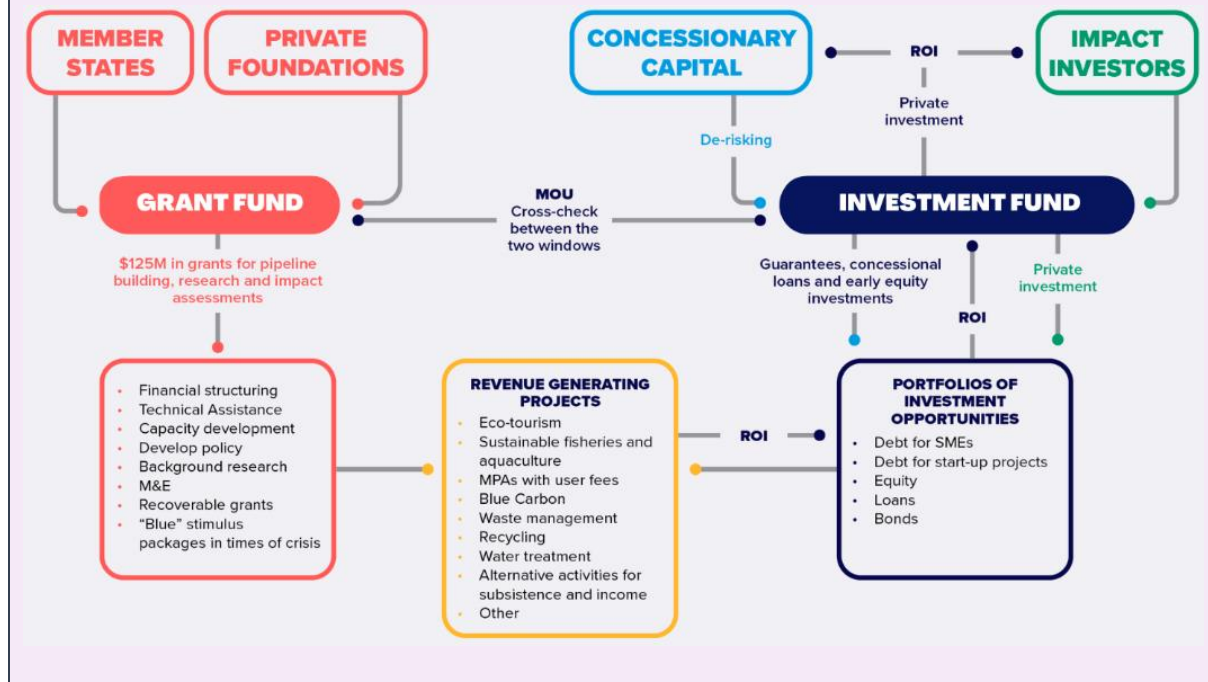 MEMBER
STATES
PRIVATE
FOUNDATIONS
CONCESSIONARY
CAPITAL
ROI
IMPACT
INVESTORS
Private
investment
De-risking
GRANT FUND
MOU
Cross-check
between the
two windows
INVESTMENT FUND
$125M in grants for pipeline
building, research and impact
assessments
Guarantees, concessional
loans and early equity
investments
Private
investment
ROI
• Financial structuring
• Technical Assistance
• Capacity development
• Develop policy
• Background research
• M&E
• Recoverable grants
• “Blue” stimulus
packages in times of crisis
REVENUE GENERATING
PROJECTS
• Eco-tourism
• Sustainable fisheries and
aquaculture
• MPAs with user fees
• Blue Carbon
• Waste management
• Recycling
• Water treatment
• Alternative activities for
subsistence and income
• Other
ROI
PORTFOLIOS OF
INVESTMENT
OPPORTUNITIES
• Debt for SMEs
• Debt for start-up projects
• Equity
• Loans
• Bonds